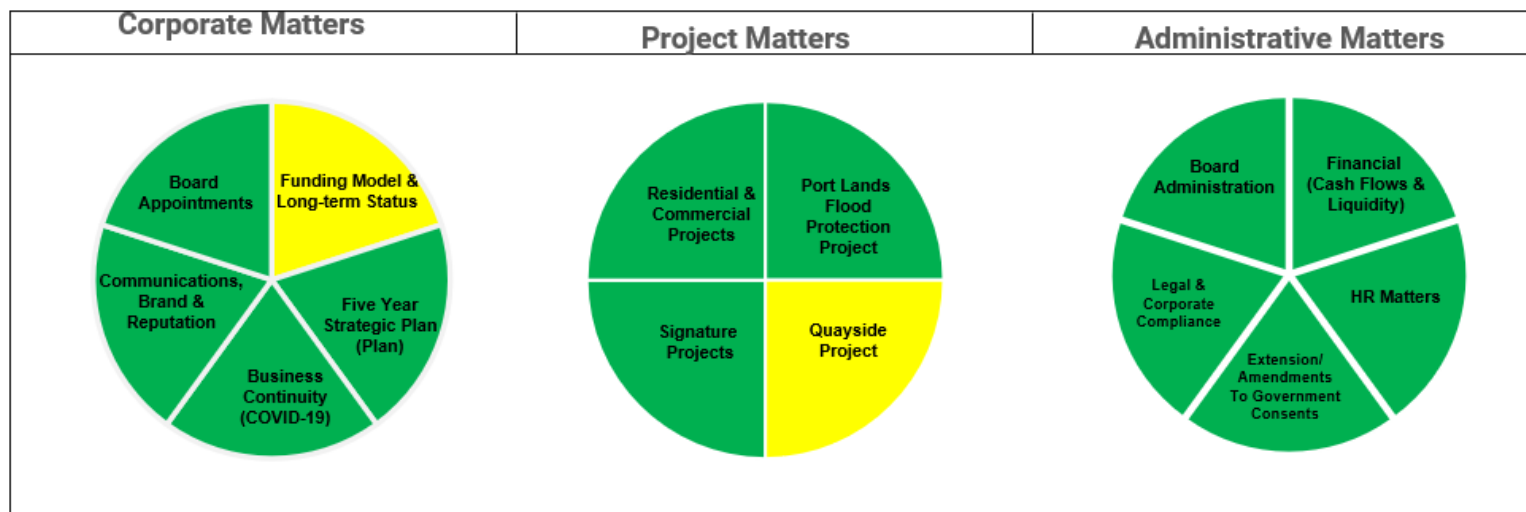 Corporate Matters
Project Matters
Administrative Matters
Board
Appointments
Funding Model &
Long-term Status
Communications,
Brand &
Reputation
Five Year
Strategic Plan
(Plan)
Business
Continuity
(COVID-19)
Residential &
Commercial
Projects
Port Lands
Flood
Protection
Project
Signature
Projects
Quayside
Project
Board
Administration
Financial
(Cash Flows &
Liquidity)
Legal &
Corporate
Compliance
HR Matters
Extension/
Amendments
To Government
Consents